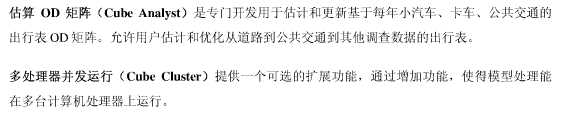 估算 OD 矩阵（Cube Analyst）是专门开发用于估计和更新基于每年小汽车、卡车、公共交通的
出行表 OD 矩阵。允许用户估计和优化从道路到公共交通到其他调查数据的出行表。
多处理器并发运行（Cube Cluster）提供一个可选的扩展功能，通过增加功能，使得模型处理能
在多台计算机处理器上运行。